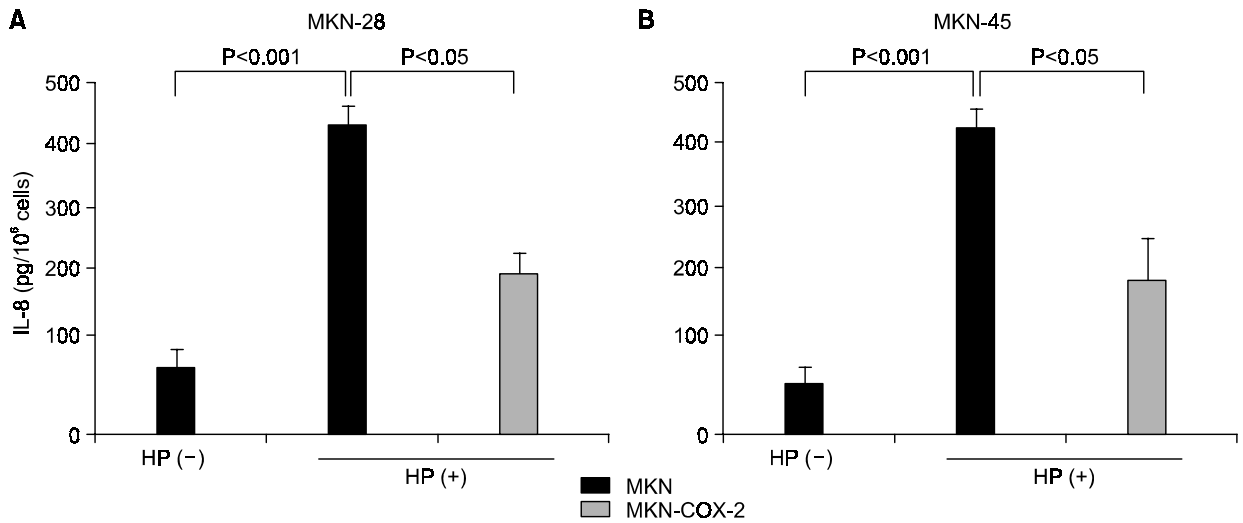 A
MKN-28
P<0.001
P<0.05
500
400
300
200
100
0
IL-8 (pg/10⁶ cells)
HP (−)
HP (+)
B
MKN-45
P<0.001
P<0.05
500
400
300
200
100
0
HP (−)
HP (+)
MKN
MKN-COX-2